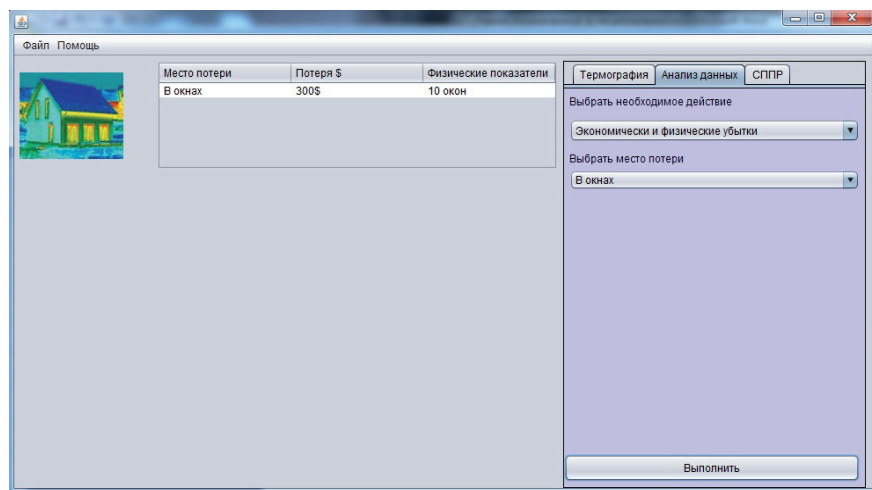 Файл Помощь
Место потери Потеря $ Физические показатели
В окнах 300$ 10 окон
Термография Анализ данных СППР
Выбрать необходимое действие
Экономически и физические убытки
Выбрать место потери
В окнах
Выполнить